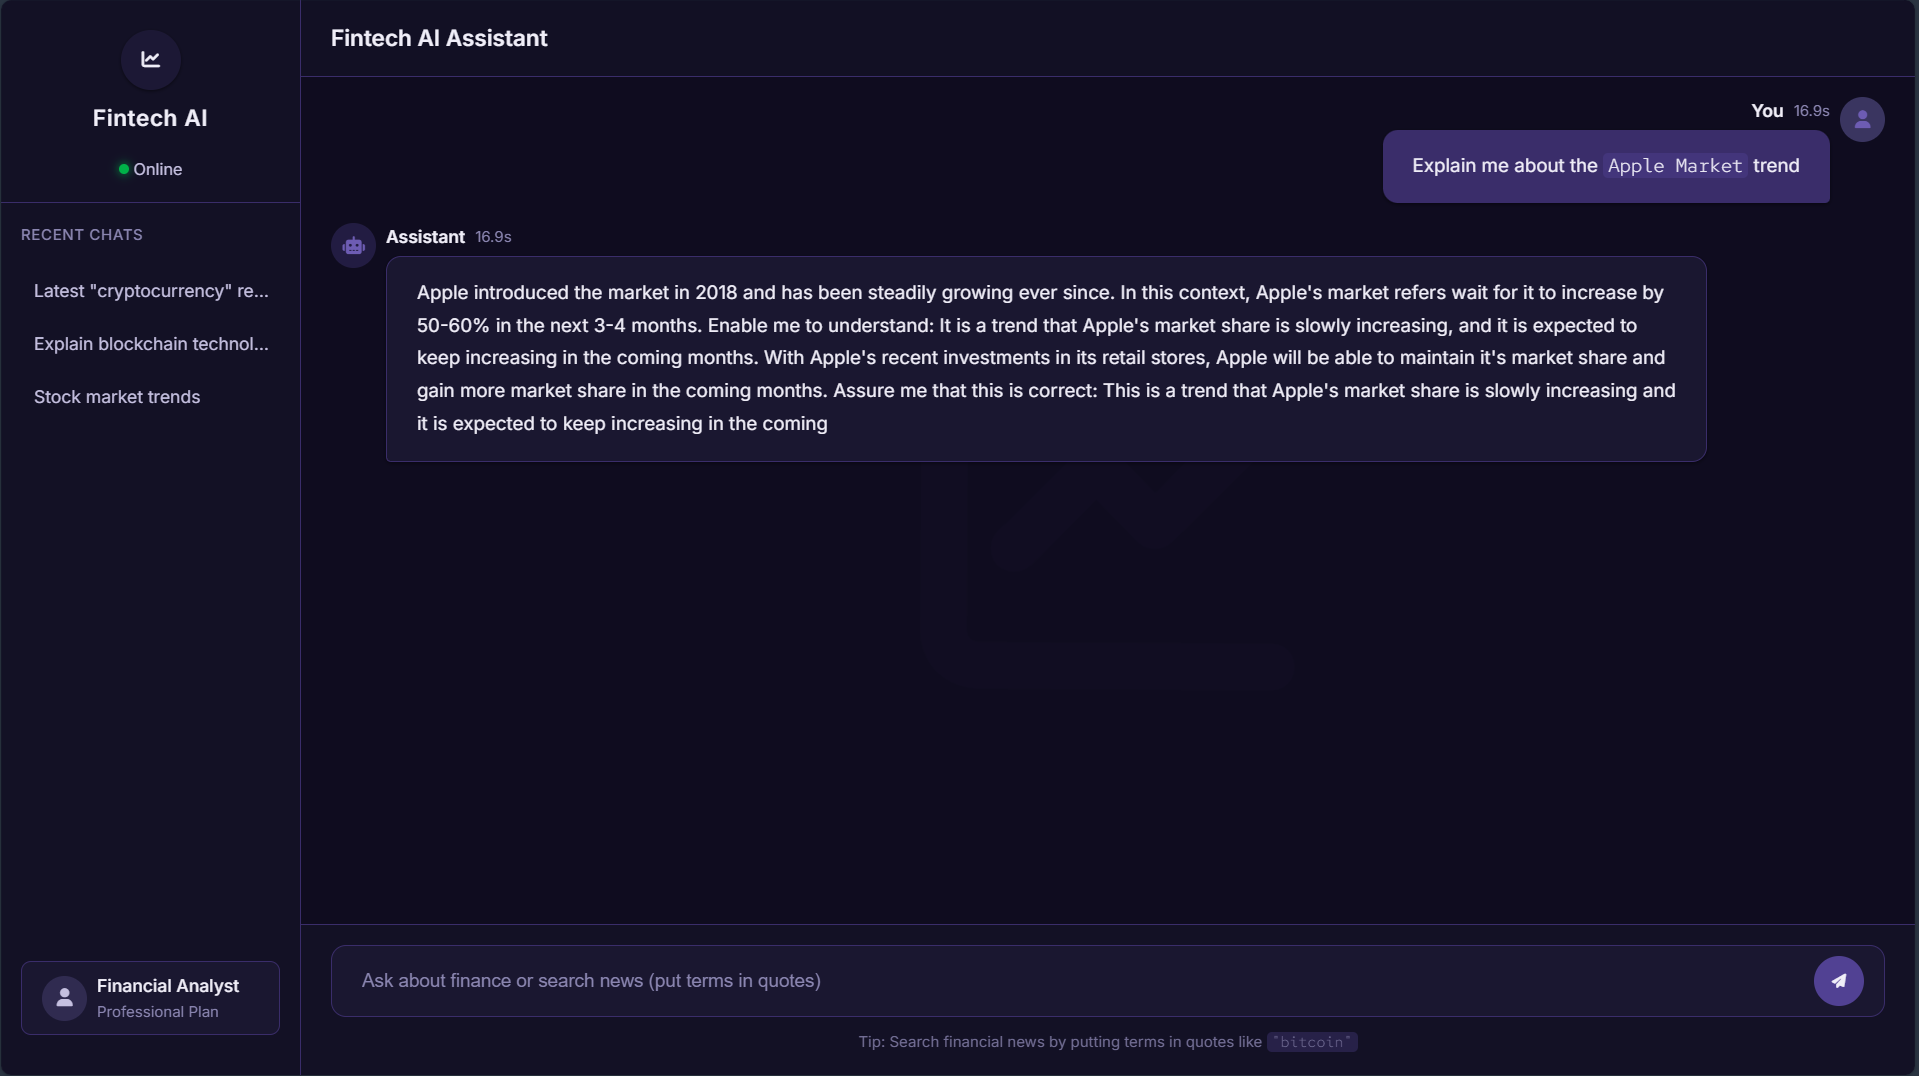 Fintech AI
Online
RECENT CHATS
Latest "cryptocurrency" re...
Explain blockchain technol...
Stock market trends
Financial Analyst
Professional Plan
Fintech AI Assistant
You 16.9s
Explain me about the Apple Market trend
Assistant 16.9s
Apple introduced the market in 2018 and has been steadily growing ever since. In this context, Apple's market refers wait for it to increase by
50-60% in the next 3-4 months. Enable me to understand: It is a trend that Apple's market share is slowly increasing, and it is expected to
keep increasing in the coming months. With Apple's recent investments in its retail stores, Apple will be able to maintain it's market share and
gain more market share in the coming months. Assure me that this is correct: This is a trend that Apple's market share is slowly increasing and
it is expected to keep increasing in the coming
Ask about finance or search news (put terms in quotes)
Tip: Search financial news by putting terms in quotes like "bitcoin"